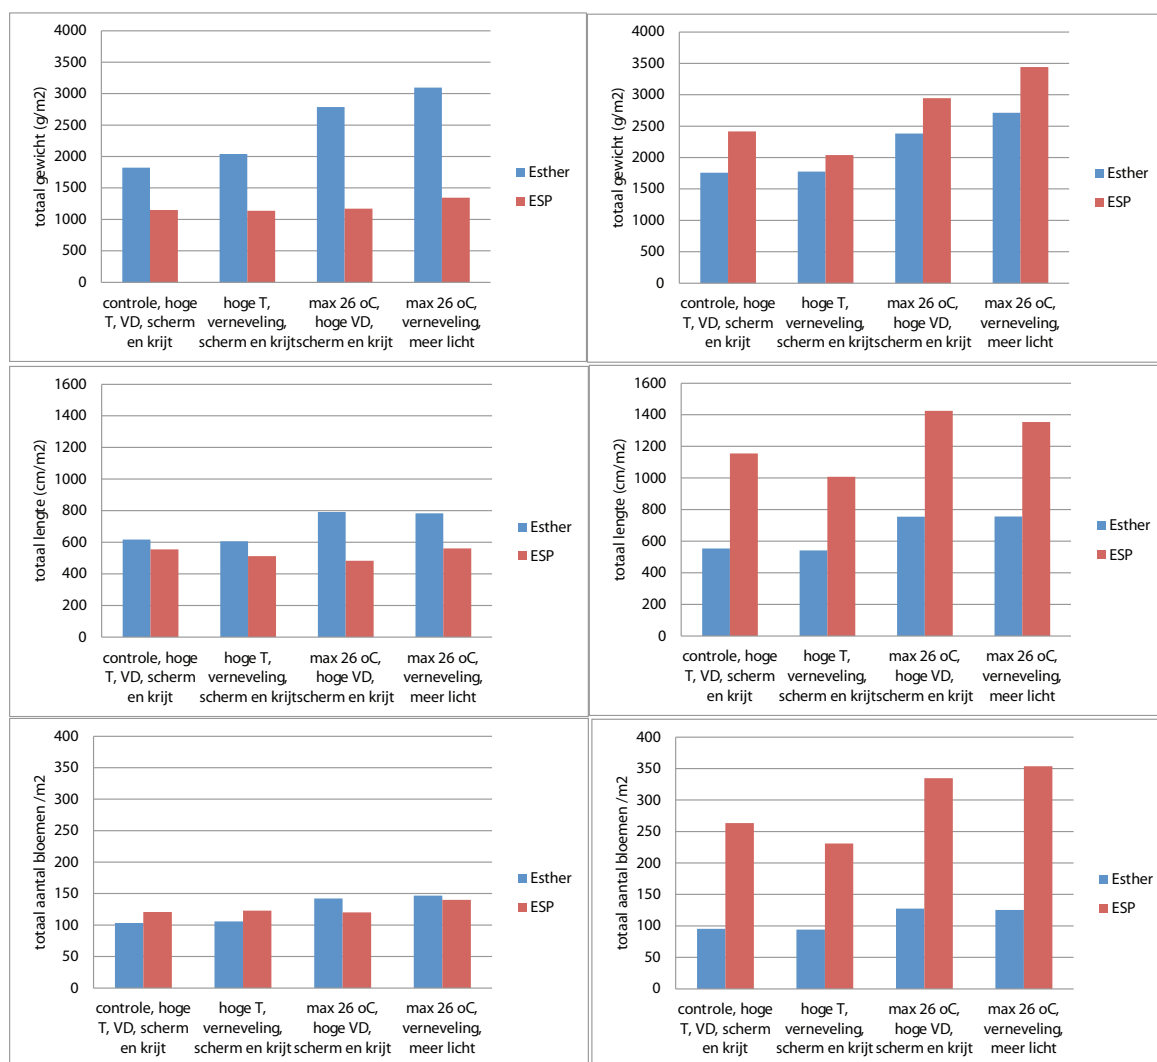 4000
3500
3000
2500
2000
1500
1000
500
0
totaal gewicht (g/m2)
controle, hoge
T, VD, scherm
en krijt
hoge T,
verneveling,
scherm en krijt
max 26 oC,
hoge VD,
scherm en krijt
max 26 oC,
verneveling,
meer licht
Esther
ESP
4000
3500
3000
2500
2000
1500
1000
500
0
totaal gewicht (g/m2)
controle, hoge
T, VD, scherm
en krijt
hoge T,
verneveling,
scherm en krijt
max 26 oC,
hoge VD,
scherm en krijt
max 26 oC,
verneveling,
meer licht
Esther
ESP
1600
1400
1200
1000
800
600
400
200
0
totaal lengte (cm/m2)
controle, hoge
T, VD, scherm
en krijt
hoge T,
verneveling,
scherm en krijt
max 26 oC,
hoge VD,
scherm en krijt
max 26 oC,
verneveling,
meer licht
Esther
ESP
1600
1400
1200
1000
800
600
400
200
0
totaal lengte (cm/m2)
controle, hoge
T, VD, scherm
en krijt
hoge T,
verneveling,
scherm en krijt
max 26 oC,
hoge VD,
scherm en krijt
max 26 oC,
verneveling,
meer licht
Esther
ESP
400
350
300
250
200
150
100
50
0
totaal aantal bloemen /m2
controle, hoge
T, VD, scherm
en krijt
hoge T,
verneveling,
scherm en krijt
max 26 oC,
hoge VD,
scherm en krijt
max 26 oC,
verneveling,
meer licht
Esther
ESP
400
350
300
250
200
150
100
50
0
totaal aantal bloemen /m2
controle, hoge
T, VD, scherm
en krijt
hoge T,
verneveling,
scherm en krijt
max 26 oC,
hoge VD,
scherm en krijt
max 26 oC,
verneveling,
meer licht
Esther
ESP